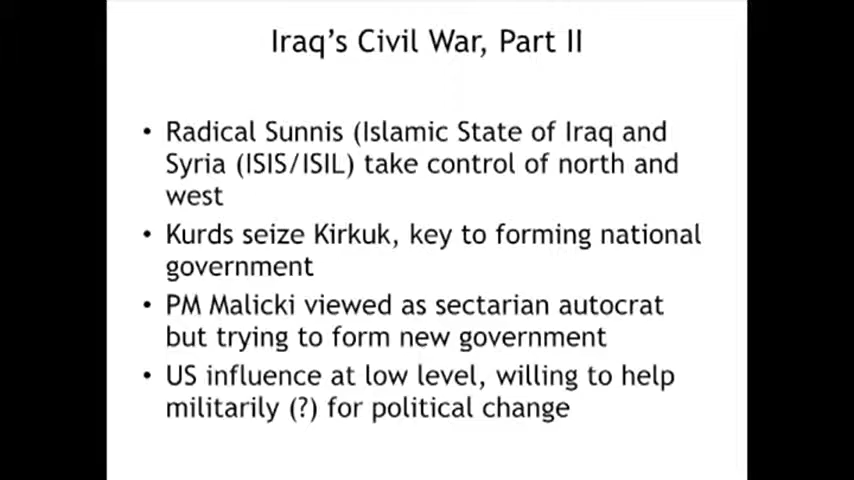 Iraq's Civil War, Part II
• Radical Sunnis (Islamic State of Iraq and
Syria (ISIS/ISIL) take control of north and
west
• Kurds seize Kirkuk, key to forming national
government
• PM Malicki viewed as sectarian autocrat
but trying to form new government
• US influence at low level, willing to help
militarily (?) for political change